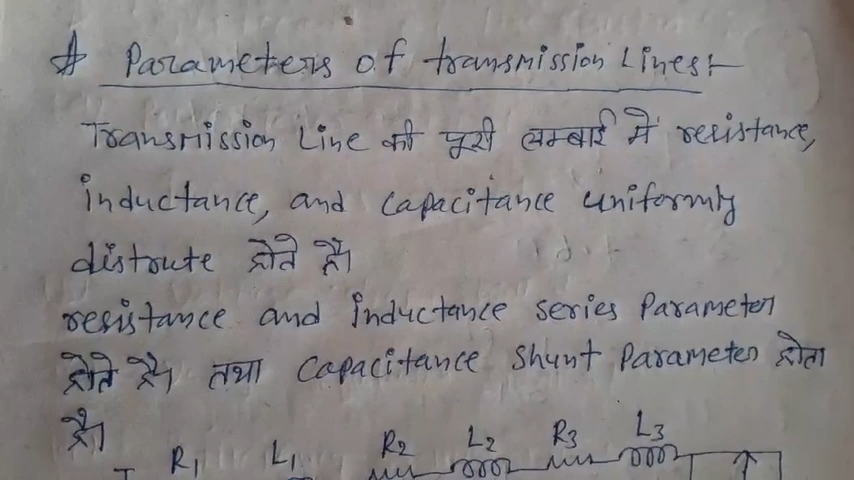 # Parameters of transmission Lines:-
Transmission Line की पूरी लम्बाई में resistance,
inductance, and capacitance uniformly
distroute होते है।
resistance and inductance series Parameter
होते है। तथा Capacitance Shunt Parameter होता
है।
R1 L1 R2 L2 R3 L3